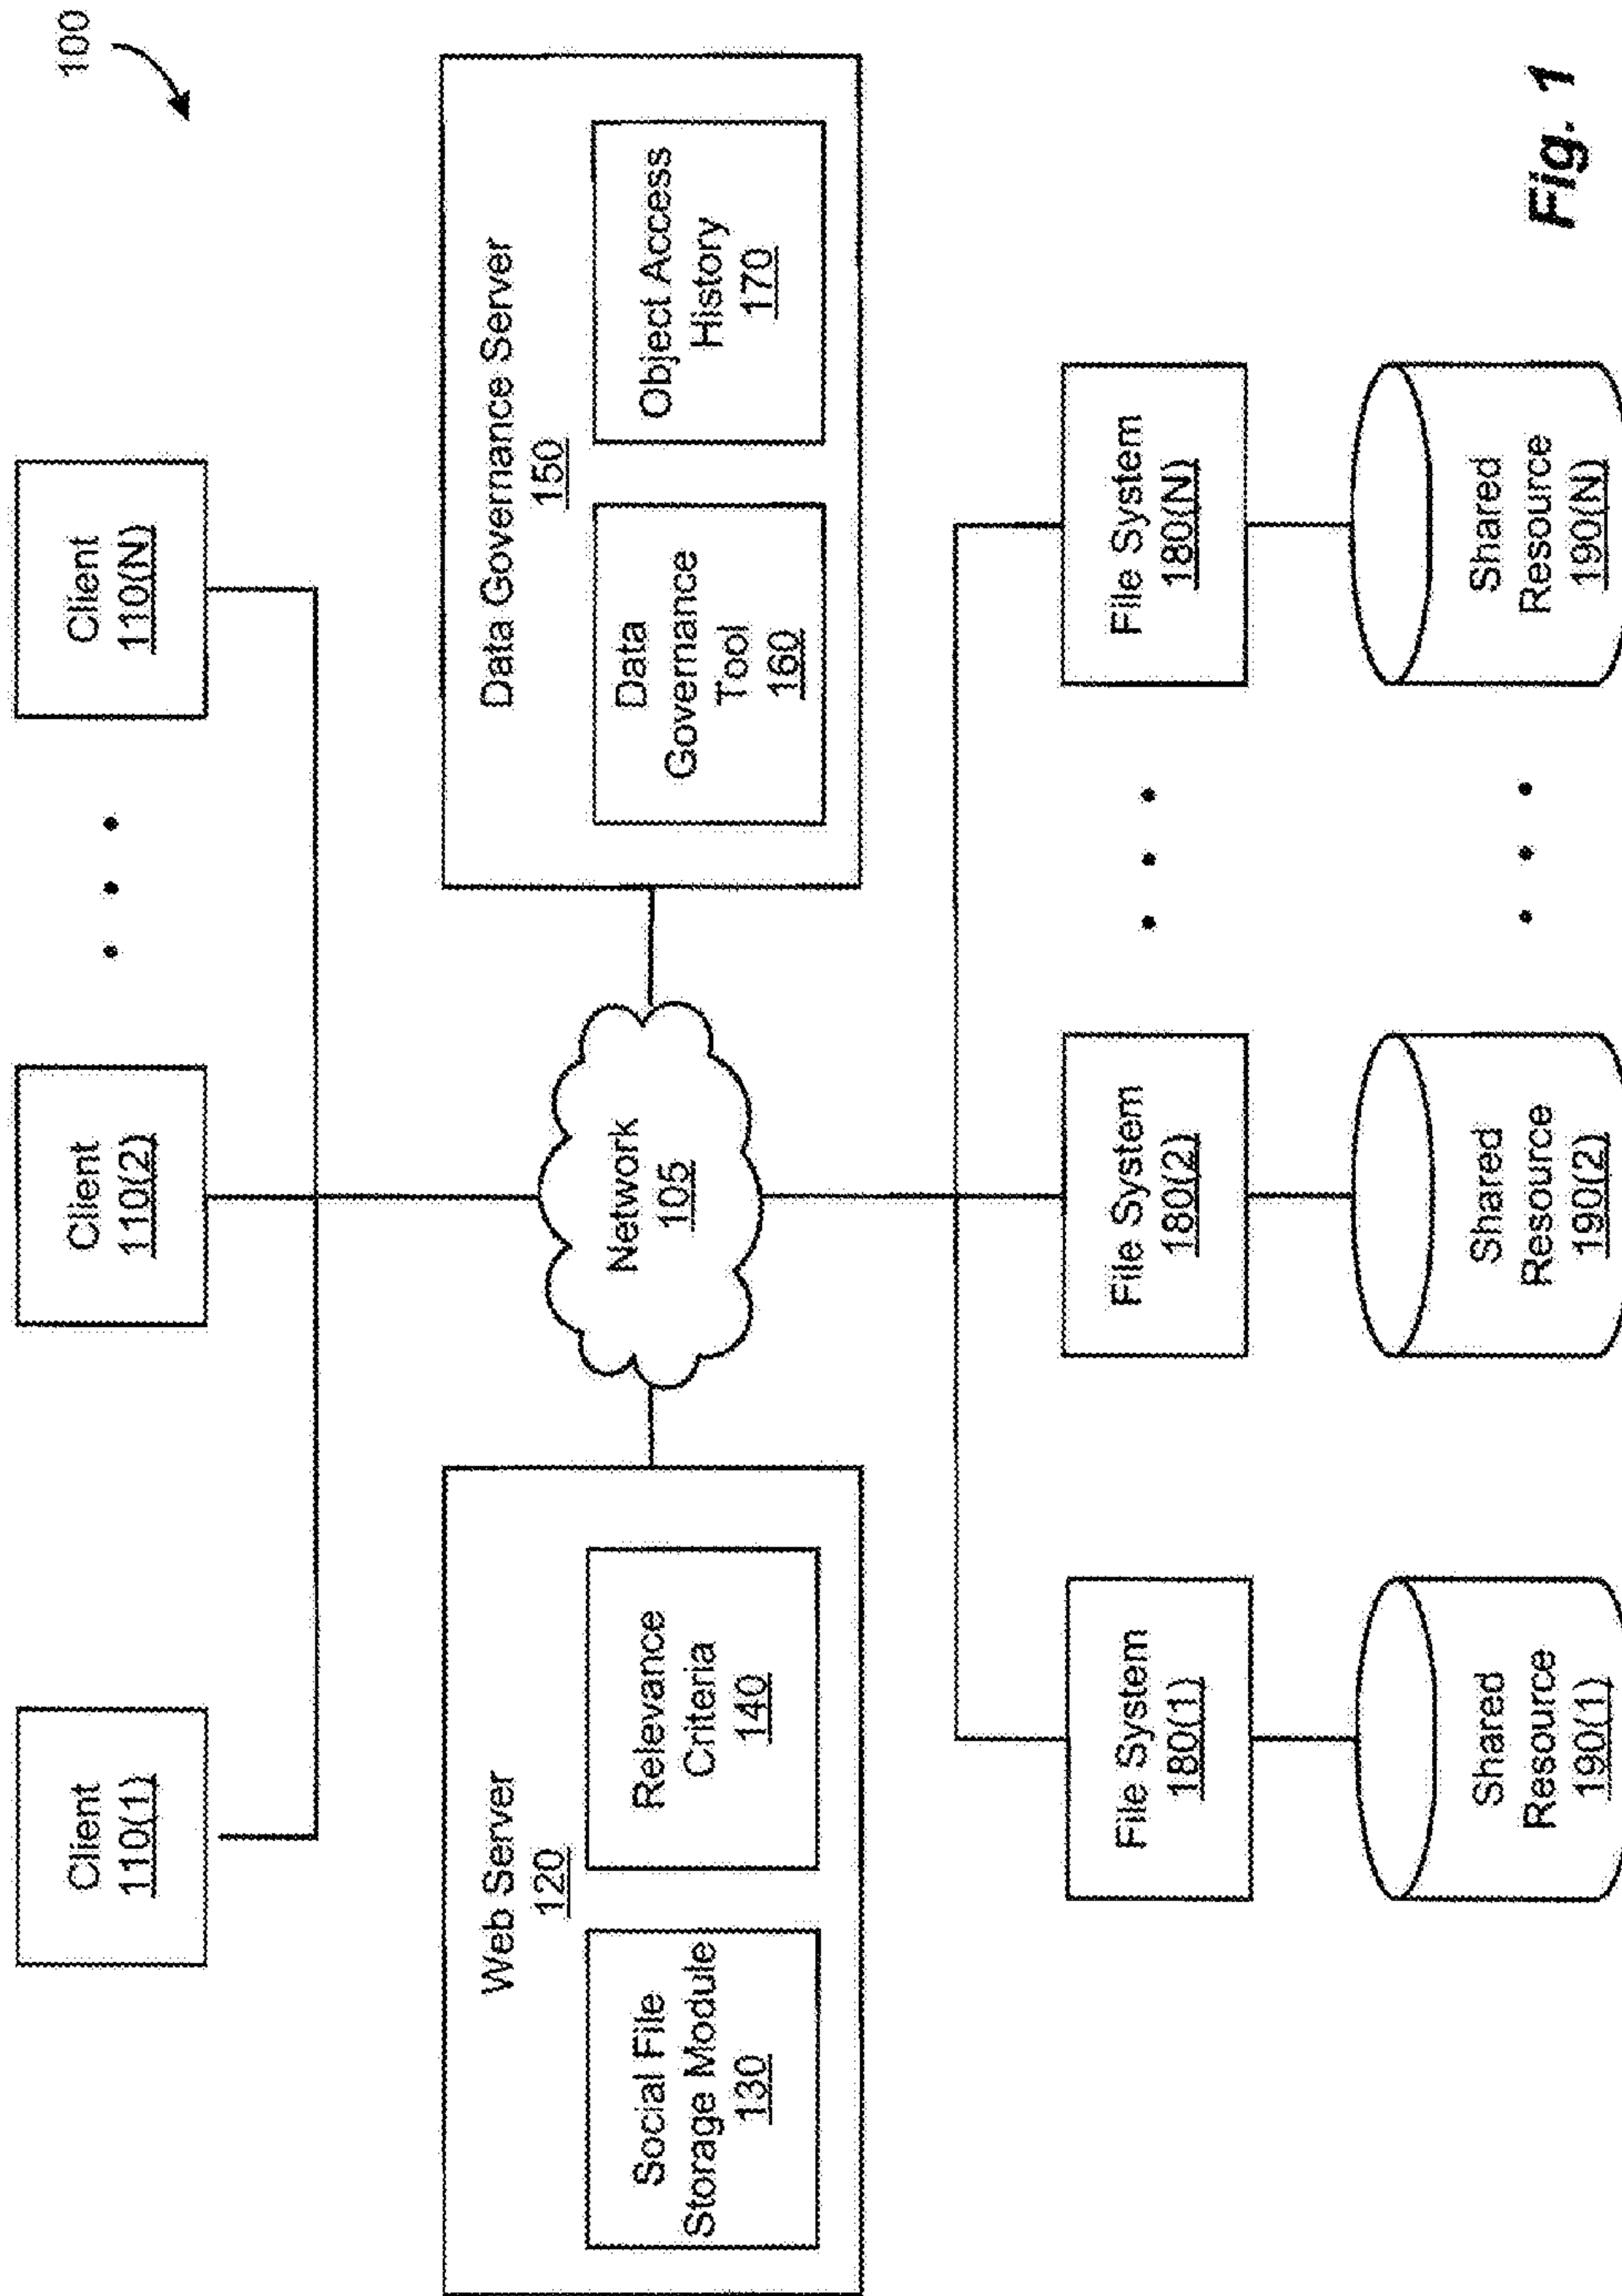 100
Client
110(1)
Client
110(2)
Client
110(N)
Web Server
120
Social File
Storage Module
130
Relevance
Criteria
140
Network
105
Data Governance Server
150
Data
Governance
Tool
160
Object Access
History
170
File System
180(1)
File System
180(2)
File System
180(N)
Shared
Resource
190(1)
Shared
Resource
190(2)
Shared
Resource
190(N)
Fig. 1